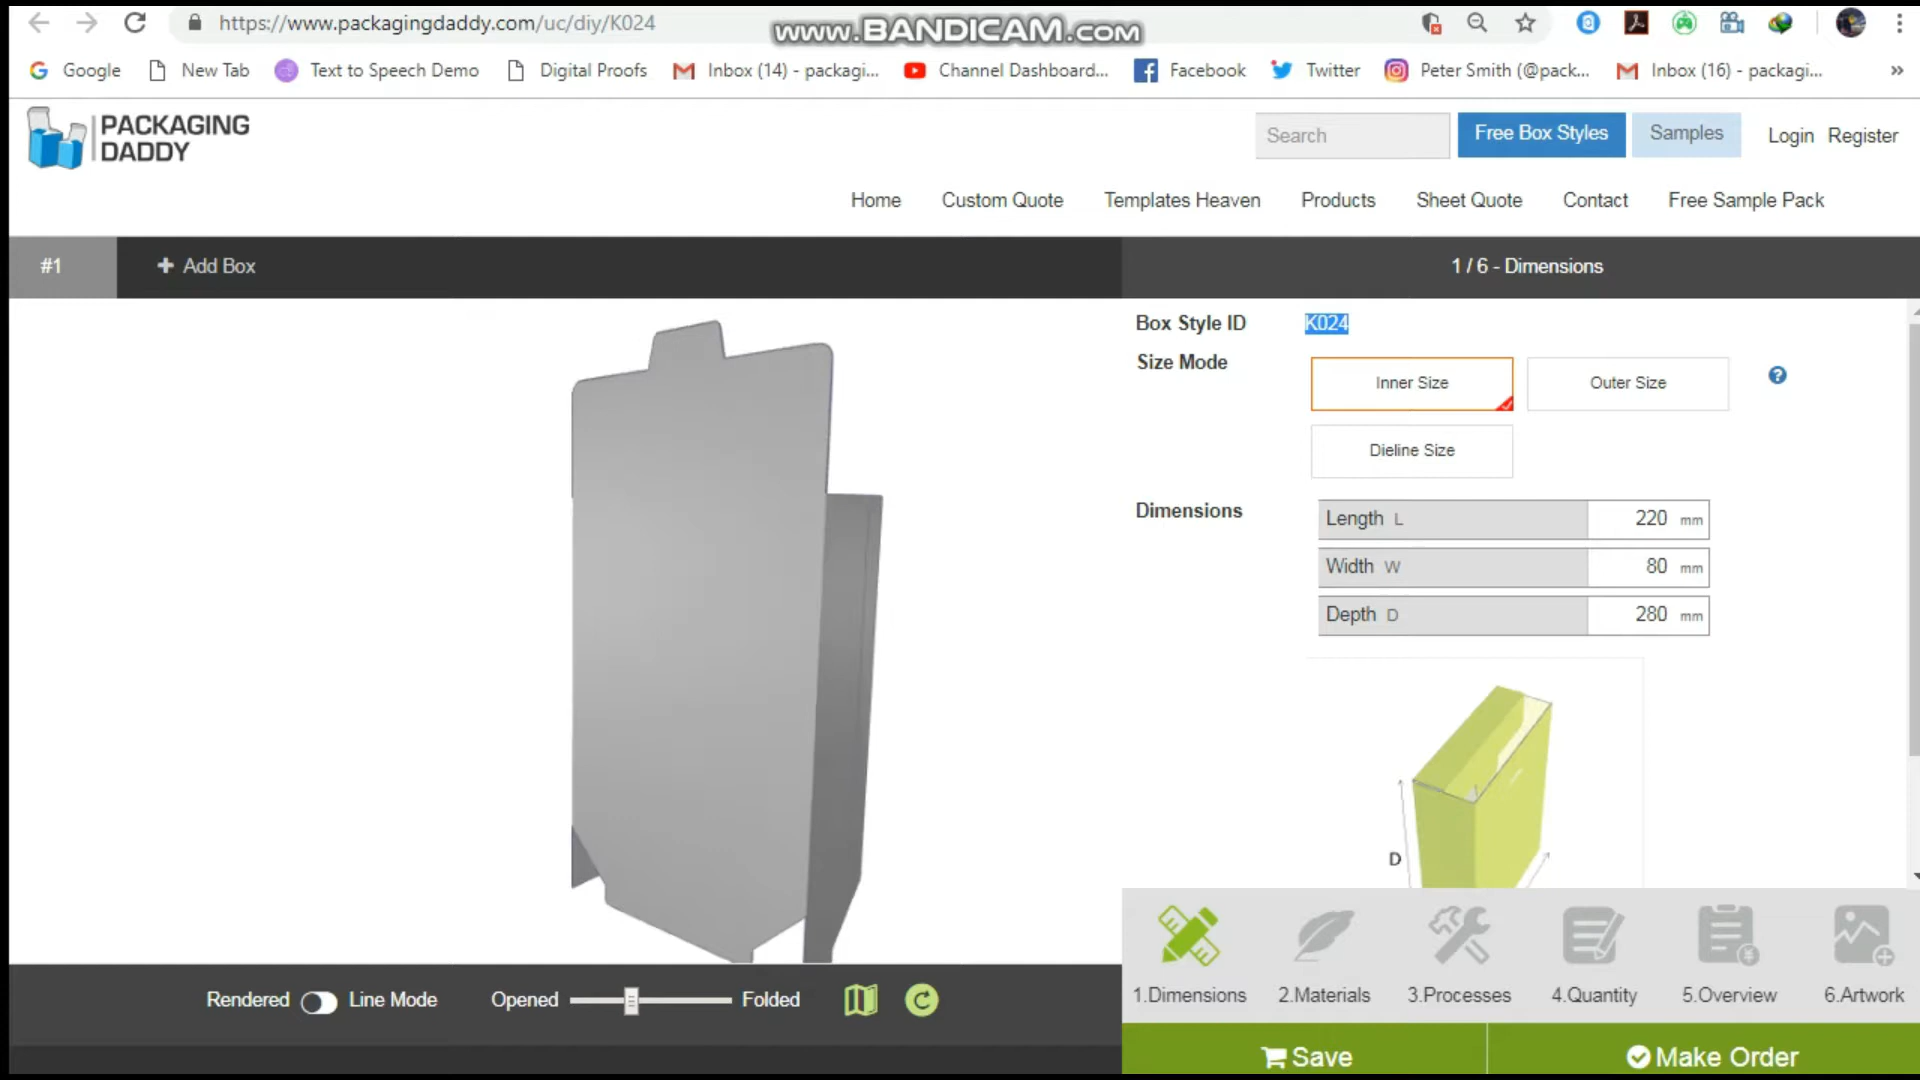 https://www.packagingdaddy.com/uc/diy/K024
www.BANDICAM.com
Google
New Tab
Text to Speech Demo
Digital Proofs
Inbox (14) - packagi...
Channel Dashboard...
Facebook
Twitter
Peter Smith (@pack...
Inbox (16) - packagi...
»
PACKAGING
DADDY
Search
Free Box Styles
Samples
Login
Register
Home
Custom Quote
Templates Heaven
Products
Sheet Quote
Contact
Free Sample Pack
#1
Add Box
1 / 6 - Dimensions
Box Style ID
K024
Size Mode
Inner Size
Outer Size
?
Dieline Size
Dimensions
Length L
220 mm
Width W
80 mm
Depth D
280 mm
D
Rendered
Line Mode
Opened
Folded
1.Dimensions
2.Materials
3.Processes
4.Quantity
5.Overview
6.Artwork
Save
Make Order